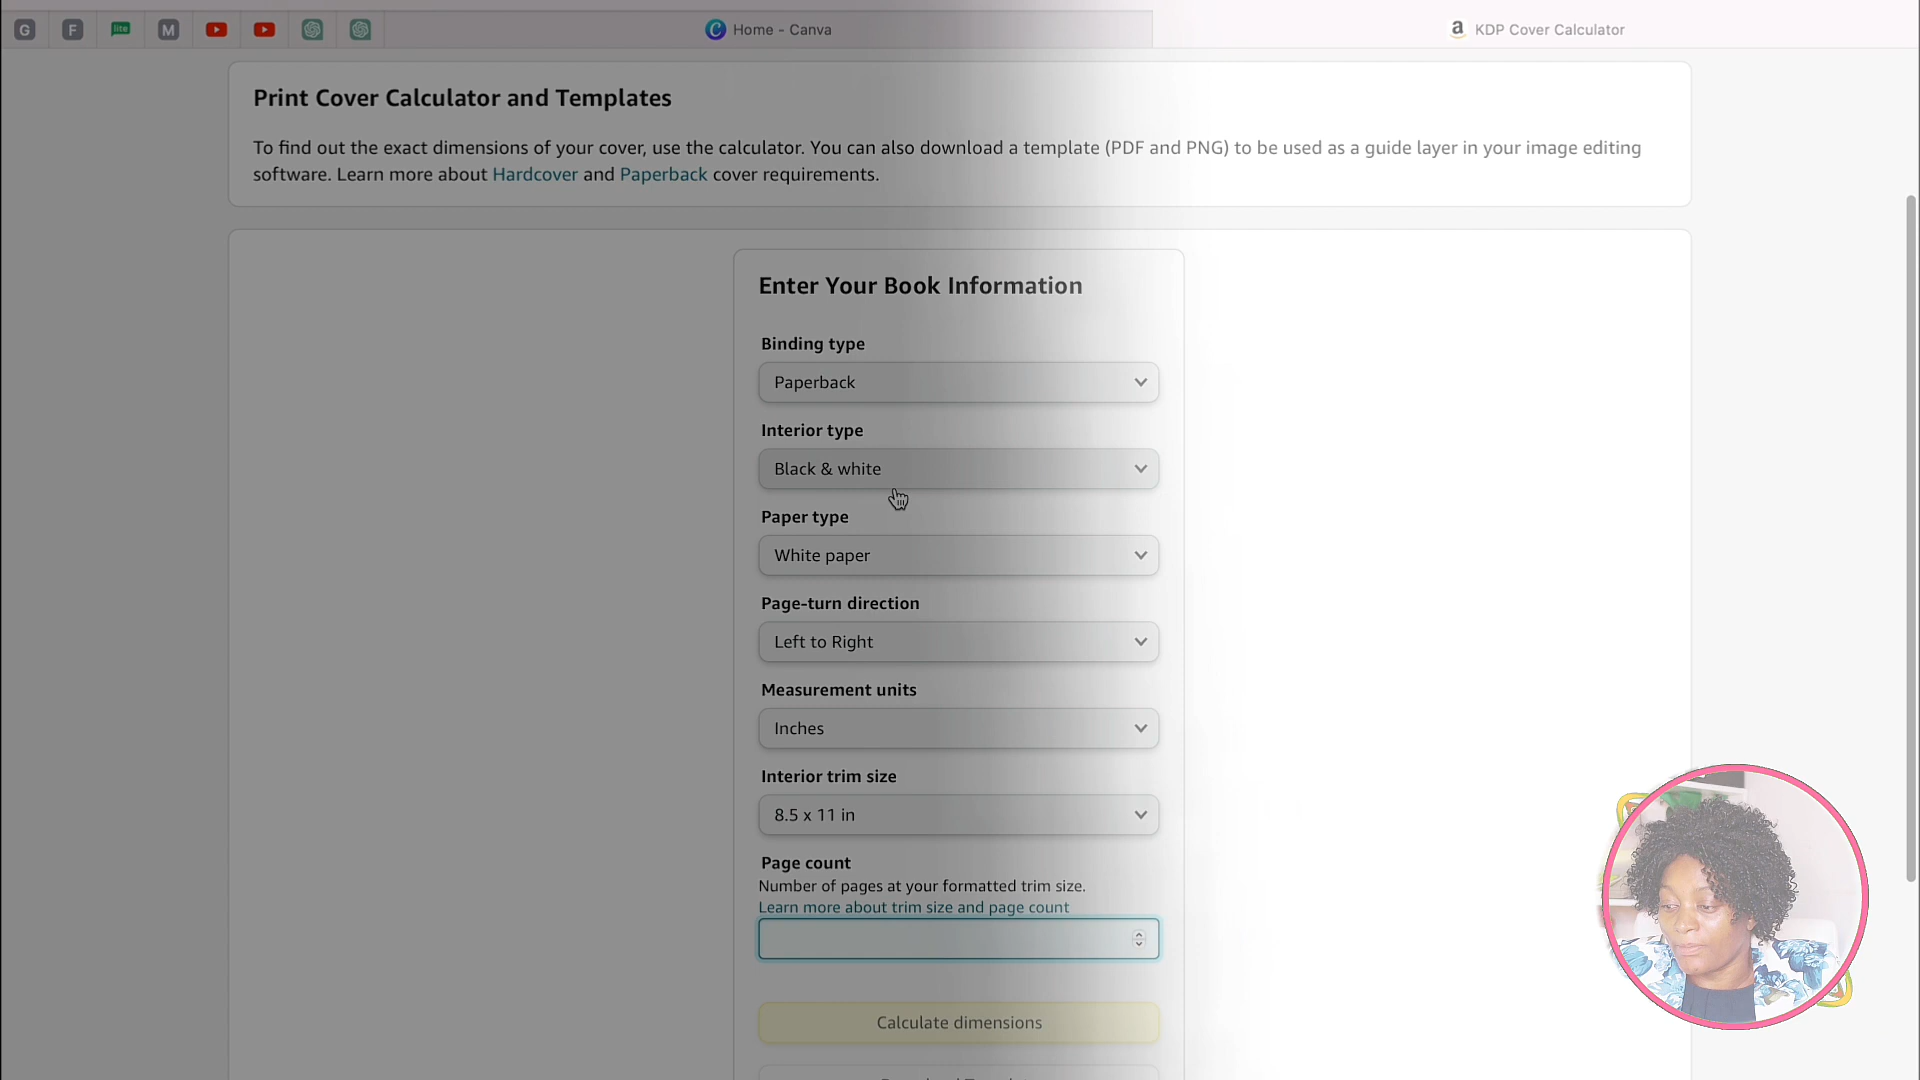 G
F
lite
M
Home - Canva
a
KDP Cover Calculator
Print Cover Calculator and Templates
To find out the exact dimensions of your cover, use the calculator. You can also download a template (PDF and PNG) to be used as a guide layer in your image editing
software. Learn more about Hardcover and Paperback cover requirements.
Enter Your Book Information
Binding type
Paperback
Interior type
Black & white
Paper type
White paper
Page-turn direction
Left to Right
Measurement units
Inches
Interior trim size
8.5 x 11 in
Page count
Number of pages at your formatted trim size.
Learn more about trim size and page count
Calculate dimensions